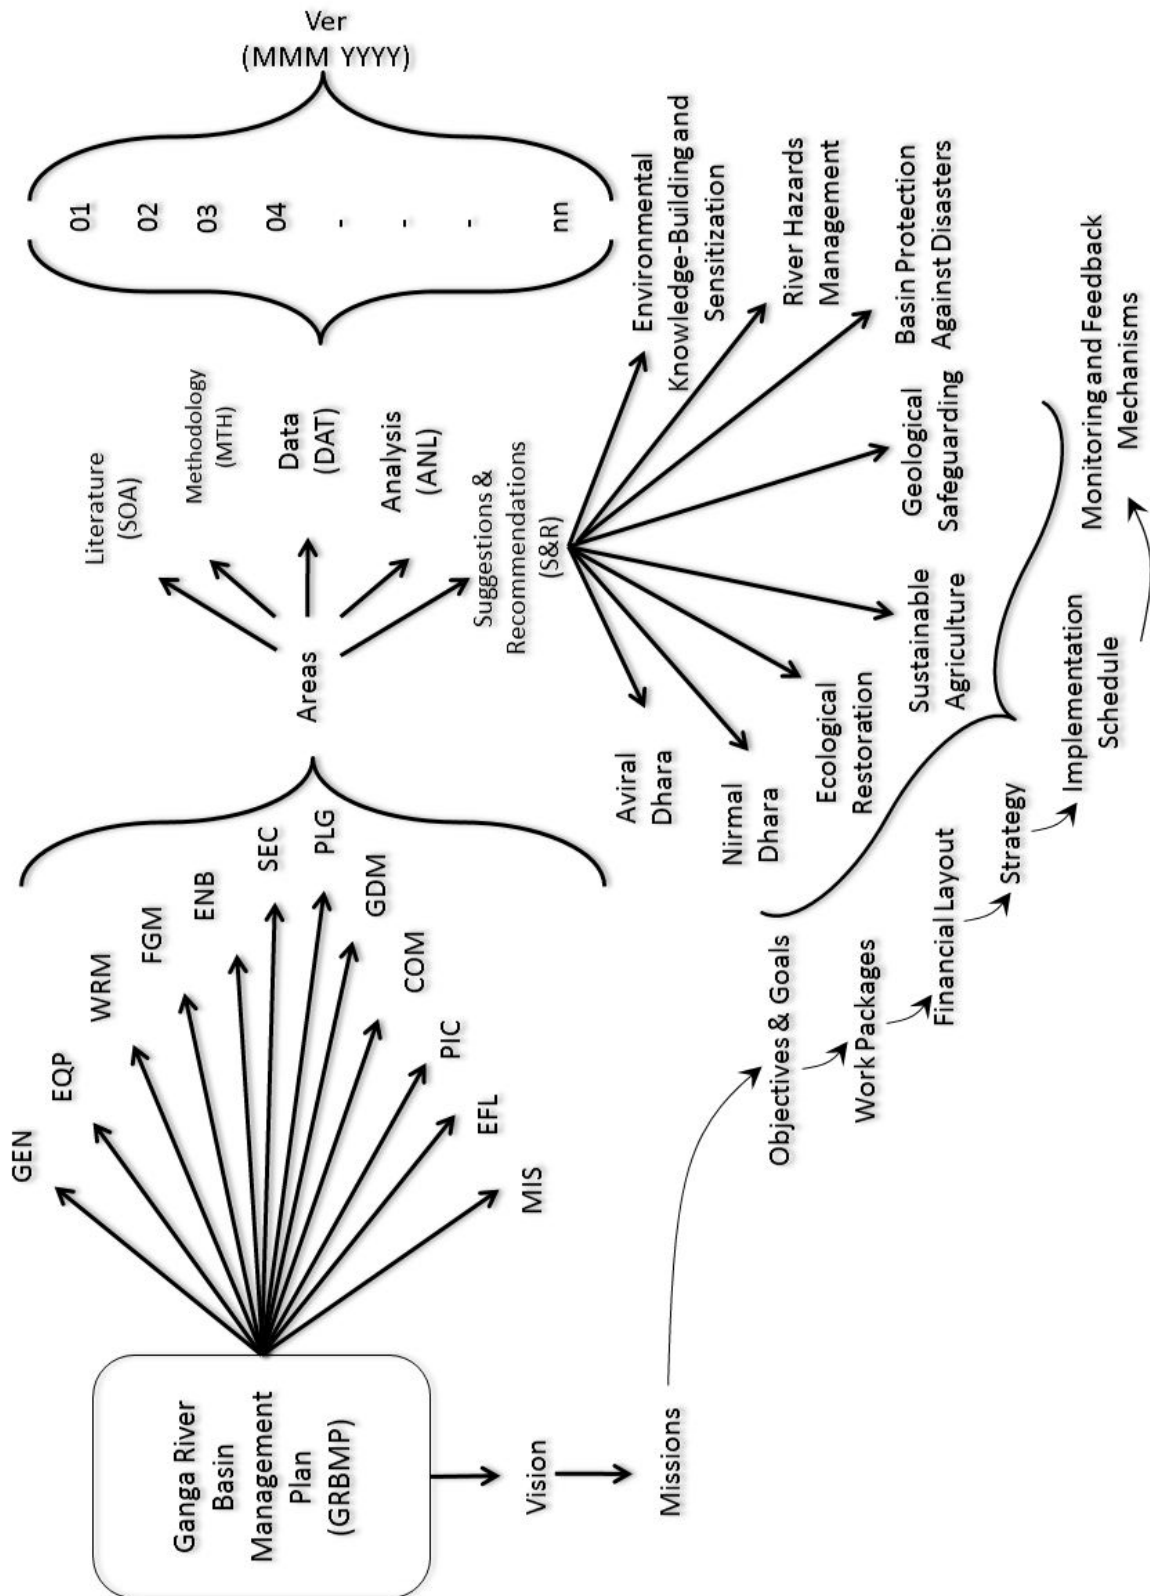 Ganga River
Basin
Management
Plan
(GRBMP)
GEN
EQP
WRM
FGM
ENB
SEC
PLG
GDM
COM
PIC
EFL
MIS
Areas
Literature
(SOA)
Methodology
(MTH)
Data
(DAT)
Analysis
(ANL)
Suggestions &
Recommendations
(S&R)
01
02
03
04
-
-
-
nn
Ver
(MMM YYYY)
Vision
Missions
Aviral
Dhara
Nirmal
Dhara
Ecological
Restoration
Sustainable
Agriculture
Geological
Safeguarding
Basin Protection
Against Disasters
River Hazards
Management
Environmental
Knowledge-Building and
Sensitization
Objectives & Goals
Work Packages
Financial Layout
Strategy
Implementation
Schedule
Monitoring and Feedback
Mechanisms